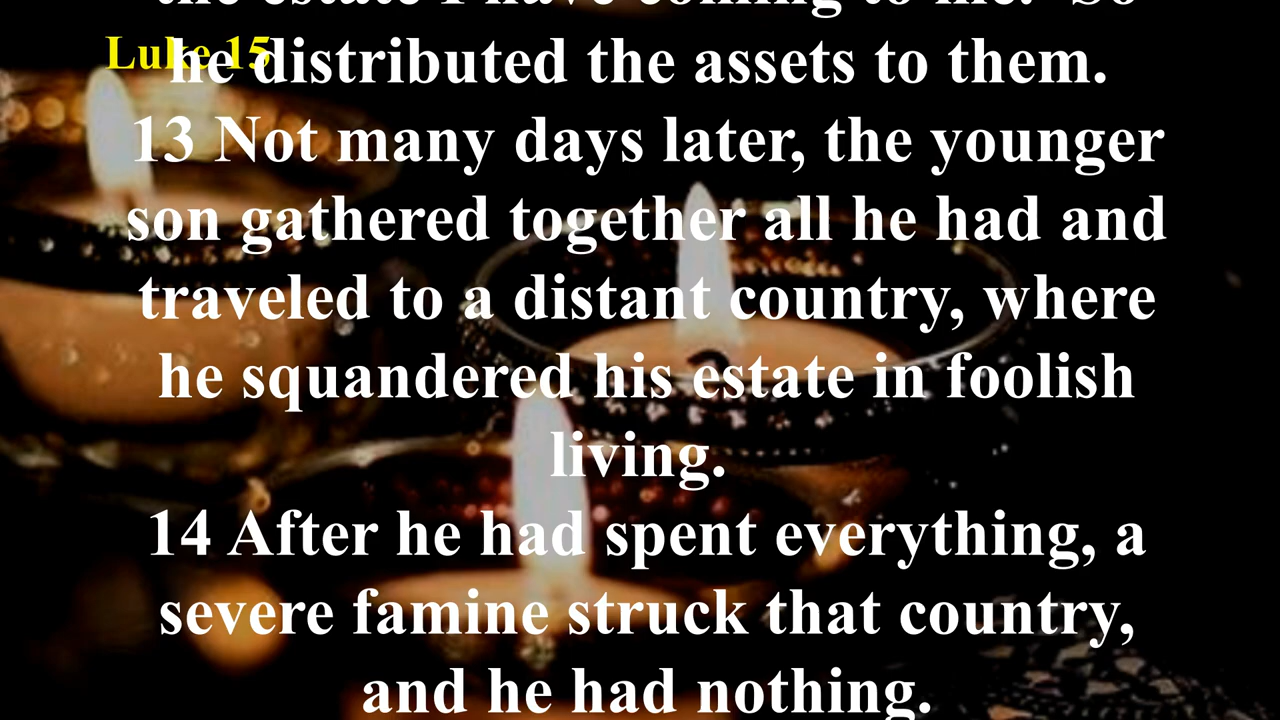 the estate I have coming to me.' So
Luke 15
he distributed the assets to them.
13 Not many days later, the younger
son gathered together all he had and
traveled to a distant country, where
he squandered his estate in foolish
living.
14 After he had spent everything, a
severe famine struck that country,
and he had nothing.